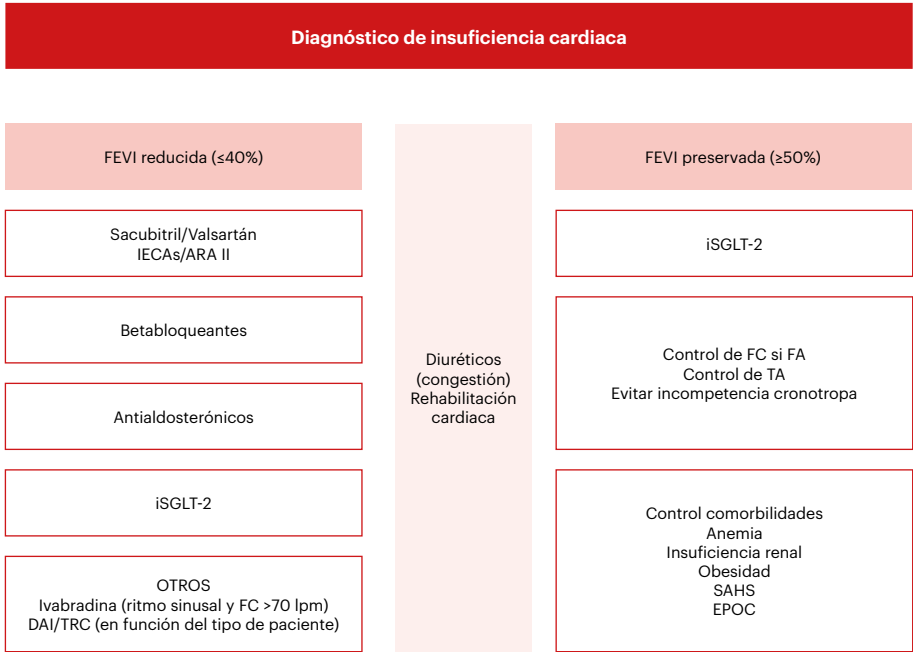 Diagnóstico de insuficiencia cardiaca
FEVI reducida (≤40%)
Sacubitril/Valsartán
IECAs/ARA II
Betabloqueantes
Antialdosterónicos
iSGLT-2
OTROS
Ivabradina (ritmo sinusal y FC >70 lpm)
DAI/TRC (en función del tipo de paciente)
Diuréticos
(congestión)
Rehabilitación
cardiaca
FEVI preservada (≥50%)
iSGLT-2
Control de FC si FA
Control de TA
Evitar incompetencia cronotropa
Control comorbilidades
Anemia
Insuficiencia renal
Obesidad
SAHS
EPOC